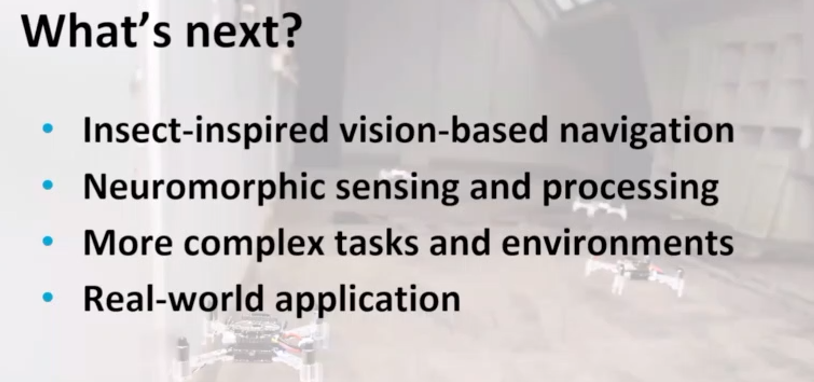 What's next?
• Insect-inspired vision-based navigation
• Neuromorphic sensing and processing
• More complex tasks and environments
• Real-world application